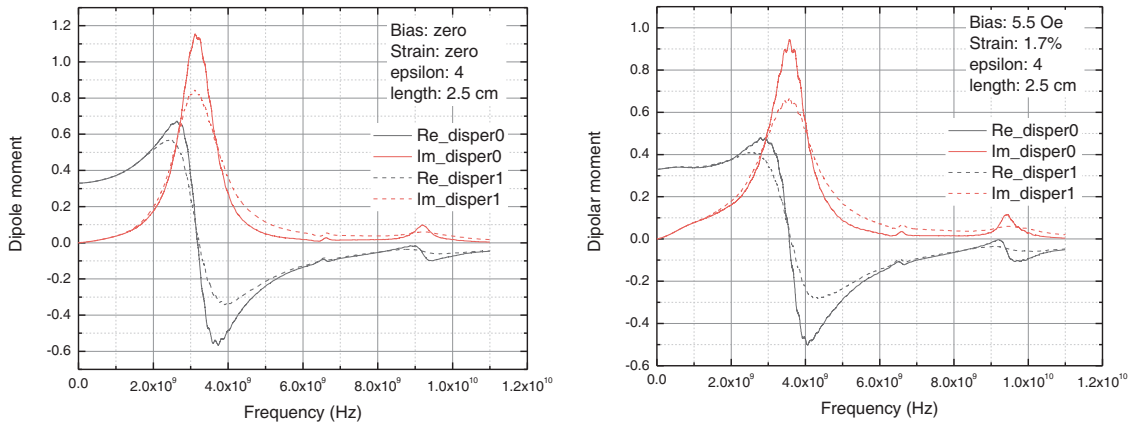 Dipole moment
1.2
1.0
0.8
0.6
0.4
0.2
0.0
-0.2
-0.4
-0.6
Bias: zero
Strain: zero
epsilon: 4
length: 2.5 cm
Re_disper0
Im_disper0
Re_disper1
Im_disper1
0.0
2.0x10⁹
4.0x10⁹
6.0x10⁹
8.0x10⁹
1.0x10¹⁰
1.2x10¹⁰
Frequency (Hz)
Dipolar moment
1.0
0.8
0.6
0.4
0.2
0.0
-0.2
-0.4
-0.6
Bias: 5.5 Oe
Strain: 1.7%
epsilon: 4
length: 2.5 cm
Re_disper0
Im_disper0
Re_disper1
Im_disper1
0.0
2.0x10⁹
4.0x10⁹
6.0x10⁹
8.0x10⁹
1.0x10¹⁰
1.2x10¹⁰
Frequency (Hz)